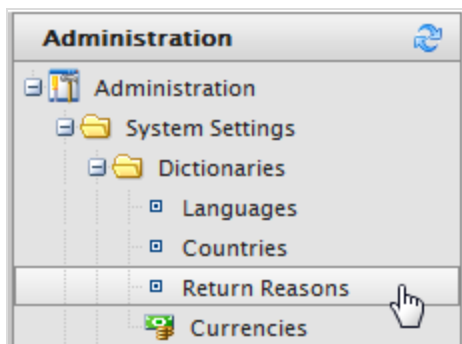 Administration
Administration
System Settings
Dictionaries
Languages
Countries
Return Reasons
Currencies